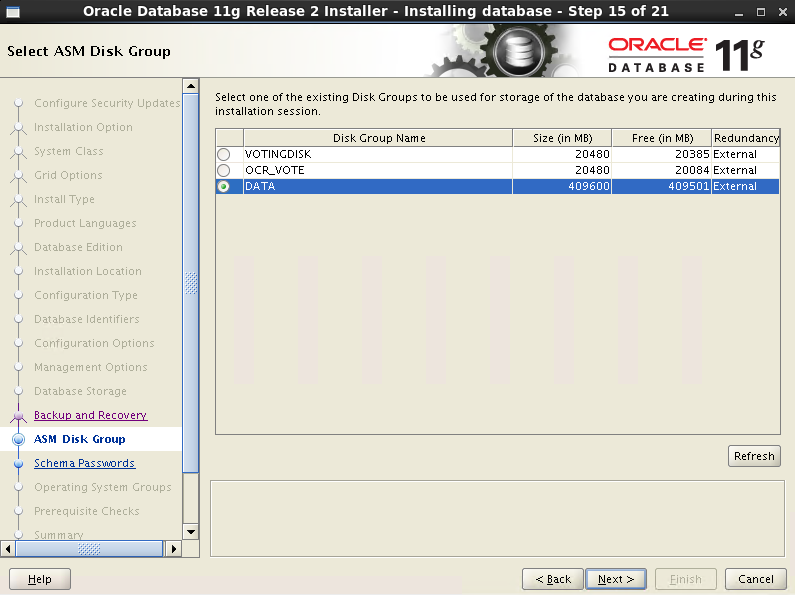 Oracle Database 11g Release 2 Installer - Installing database - Step 15 of 21
Select ASM Disk Group
ORACLE®
DATABASE
11g
Configure Security Updates
Installation Option
System Class
Grid Options
Install Type
Product Languages
Database Edition
Installation Location
Configuration Type
Database Identifiers
Configuration Options
Management Options
Database Storage
Backup and Recovery
ASM Disk Group
Schema Passwords
Operating System Groups
Prerequisite Checks
Summary
Select one of the existing Disk Groups to be used for storage of the database you are creating during this
installation session.
Disk Group Name Size (in MB) Free (in MB) Redundancy
VOTINGDISK 20480 20385 External
OCR_VOTE 20480 20084 External
DATA 409600 409501 External
Refresh
Help < Back Next > Finish Cancel